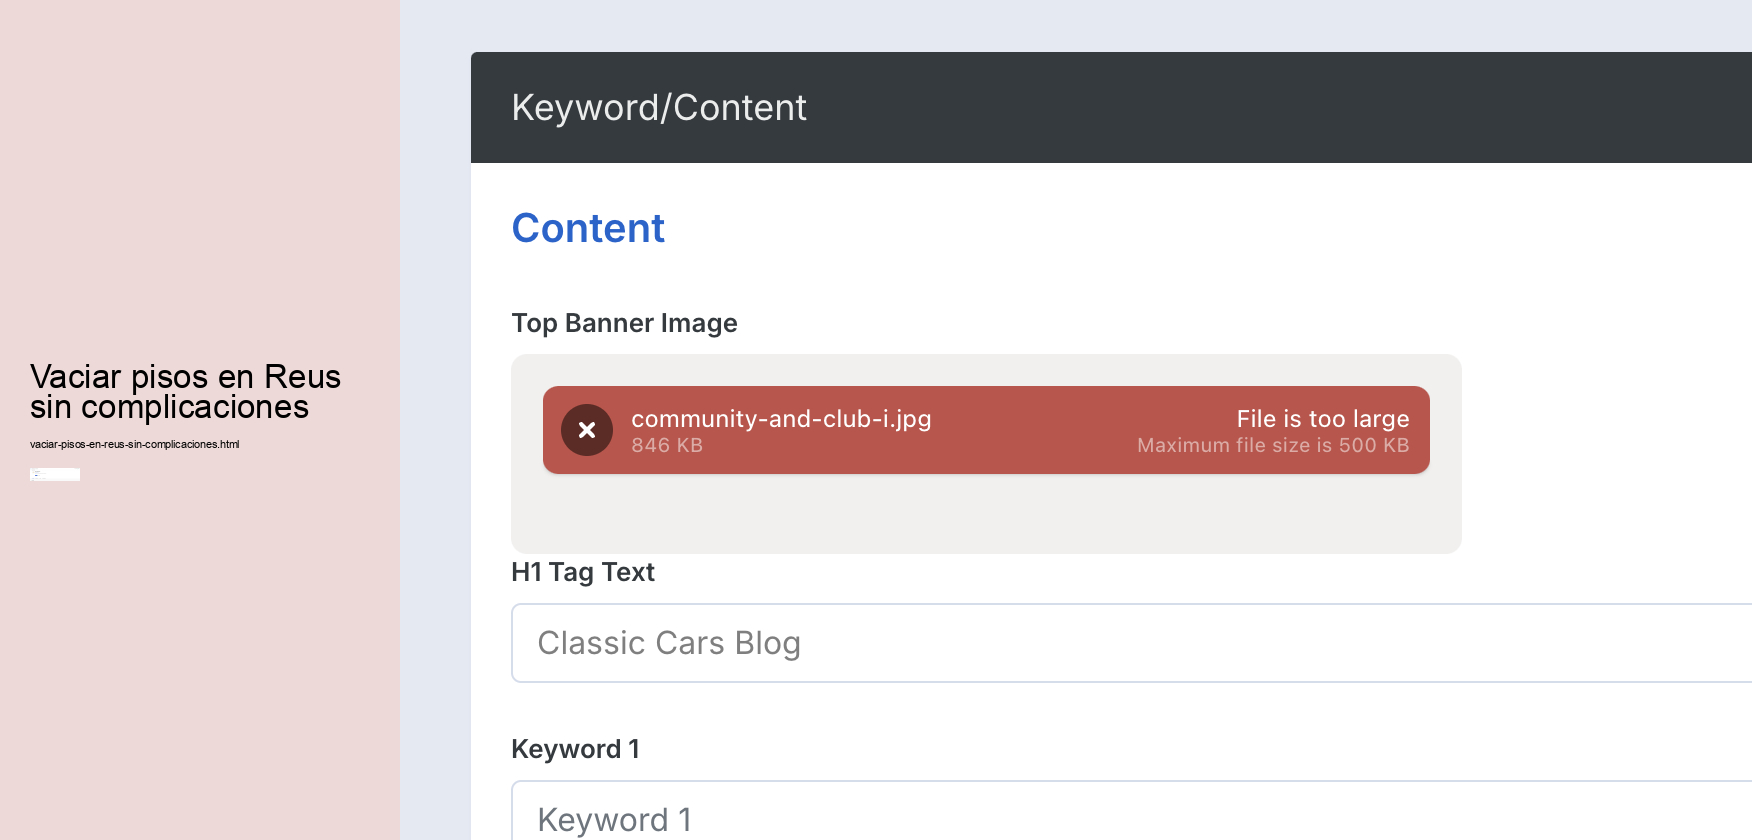 Vaciar pisos en Reus
sin complicaciones
vaciar-pisos-en-reus-sin-complicaciones.html
Keyword/Content
Content
Top Banner Image
community-and-club-i.jpg
846 KB
File is too large
Maximum file size is 500 KB
H1 Tag Text
Classic Cars Blog
Keyword 1
Keyword 1